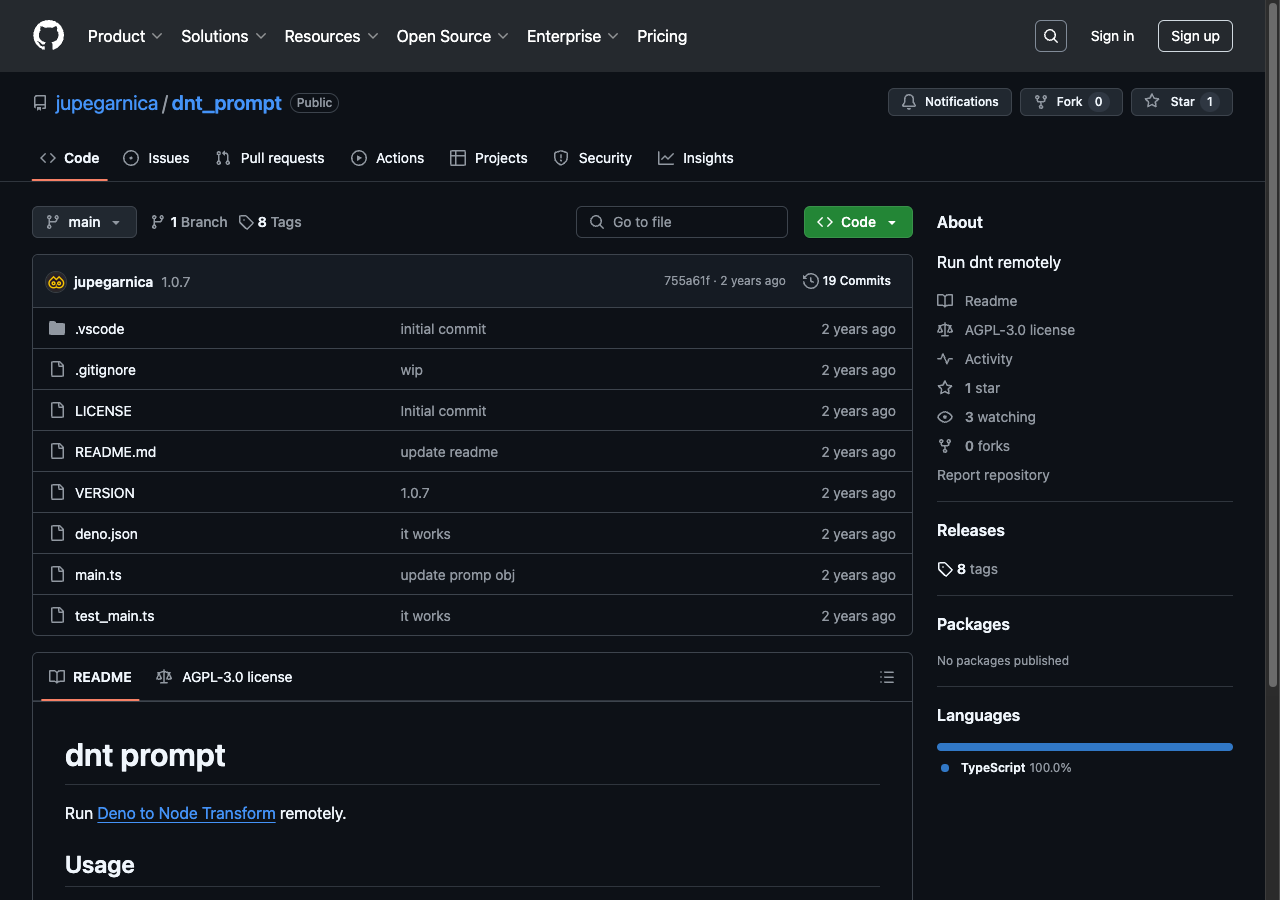 Product Solutions Resources Open Source Enterprise Pricing Sign in Sign up
jupegarnica / dnt_prompt Public Notifications Fork 0 Star 1
Code Issues Pull requests Actions Projects Security Insights
main 1 Branch 8 Tags Go to file Code
jupegarnica 1.0.7 755a61f · 2 years ago 19 Commits
.vscode initial commit 2 years ago
.gitignore wip 2 years ago
LICENSE Initial commit 2 years ago
README.md update readme 2 years ago
VERSION 1.0.7 2 years ago
deno.json it works 2 years ago
main.ts update promp obj 2 years ago
test_main.ts it works 2 years ago
README AGPL-3.0 license
dnt prompt
Run Deno to Node Transform remotely.
Usage
About
Run dnt remotely
Readme
AGPL-3.0 license
Activity
1 star
3 watching
0 forks
Report repository
Releases
8 tags
Packages
No packages published
Languages
TypeScript 100.0%